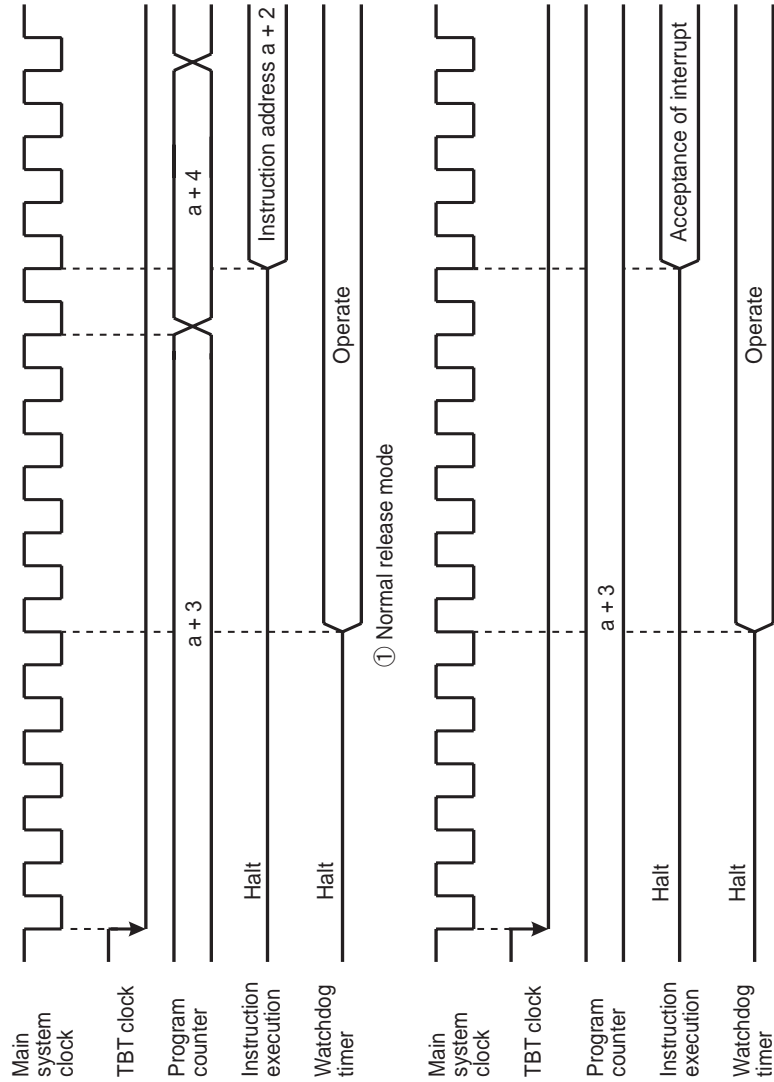 Main
system
clock
TBT clock
Program
counter
a + 3
a + 4
Instruction
execution
Halt
Instruction address a + 2
Watchdog
timer
Halt
Operate
① Normal release mode
Main
system
clock
TBT clock
Program
counter
a + 3
Instruction
execution
Halt
Acceptance of interrupt
Watchdog
timer
Halt
Operate